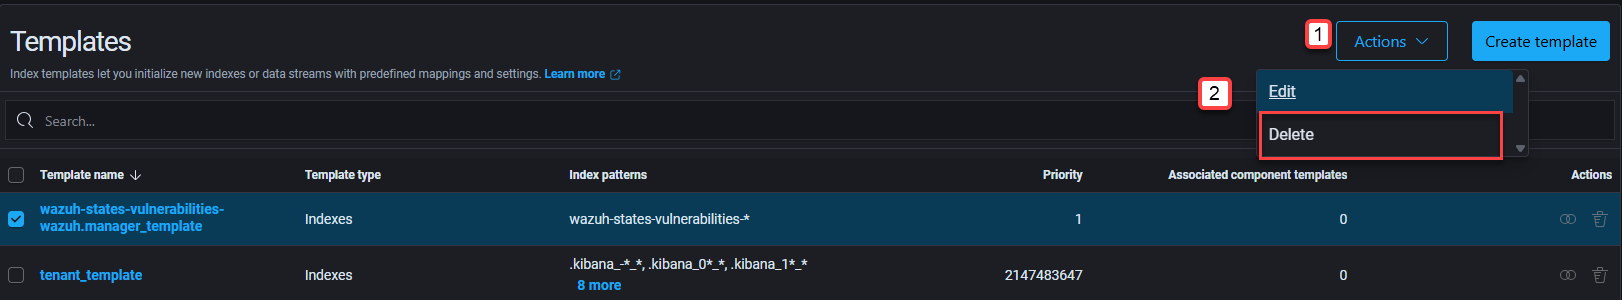 Templates
1
Actions
Create template
Index templates let you initialize new indexes or data streams with predefined mappings and settings. Learn more
2
Edit
Search...
Delete
Template name
Template type
Index patterns
Priority
Associated component templates
Actions
wazuh-states-vulnerabilities-
wazuh.manager_template
Indexes
wazuh-states-vulnerabilities-*
1
0
tenant_template
Indexes
.kibana_-*_*, .kibana_0*_*, .kibana_1*_*
8 more
2147483647
0